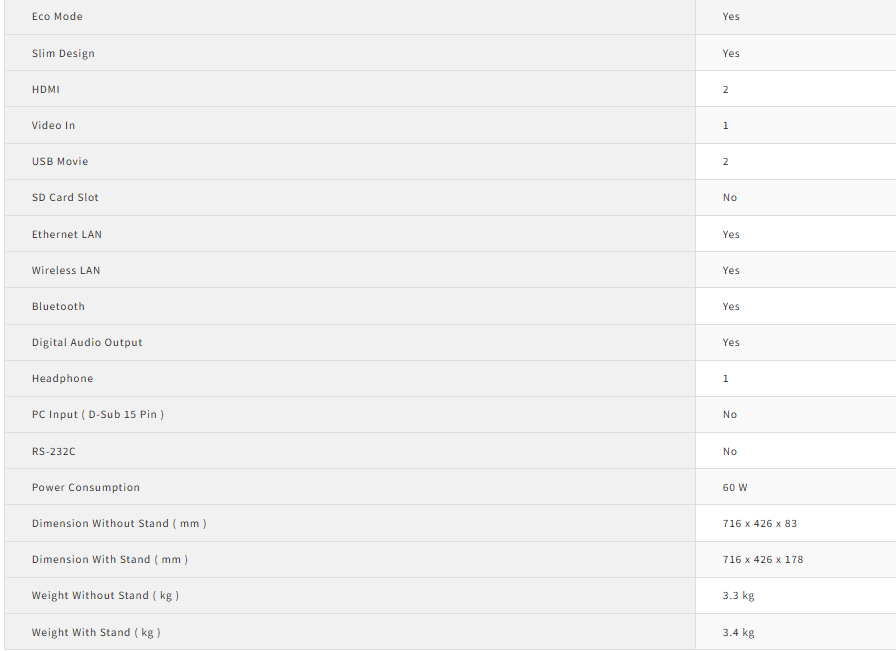 Eco Mode Yes
Slim Design Yes
HDMI 2
Video In 1
USB Movie 2
SD Card Slot No
Ethernet LAN Yes
Wireless LAN Yes
Bluetooth Yes
Digital Audio Output Yes
Headphone 1
PC Input ( D-Sub 15 Pin ) No
RS-232C No
Power Consumption 60 W
Dimension Without Stand ( mm ) 716 x 426 x 83
Dimension With Stand ( mm ) 716 x 426 x 178
Weight Without Stand ( kg ) 3.3 kg
Weight With Stand ( kg ) 3.4 kg